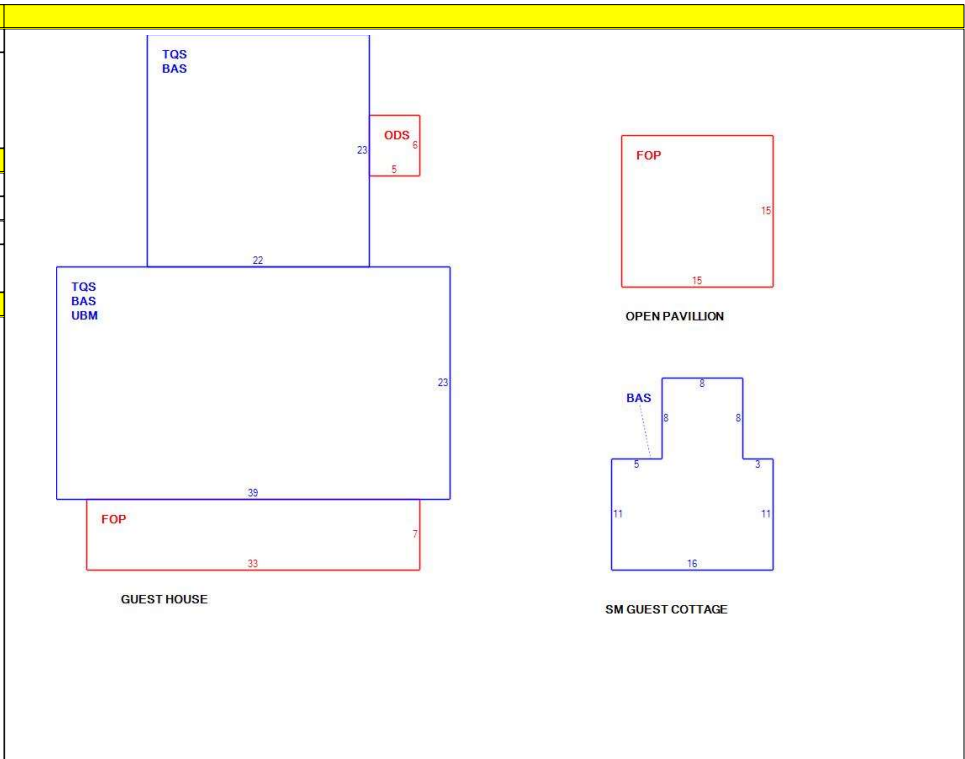 TQS
BAS
23
ODS
6
5
22
TQS
BAS
UBM
23
39
FOP
7
33
GUEST HOUSE
FOP
15
15
OPEN PAVILLION
8
BAS
8
8
5
3
11
11
16
SM GUEST COTTAGE